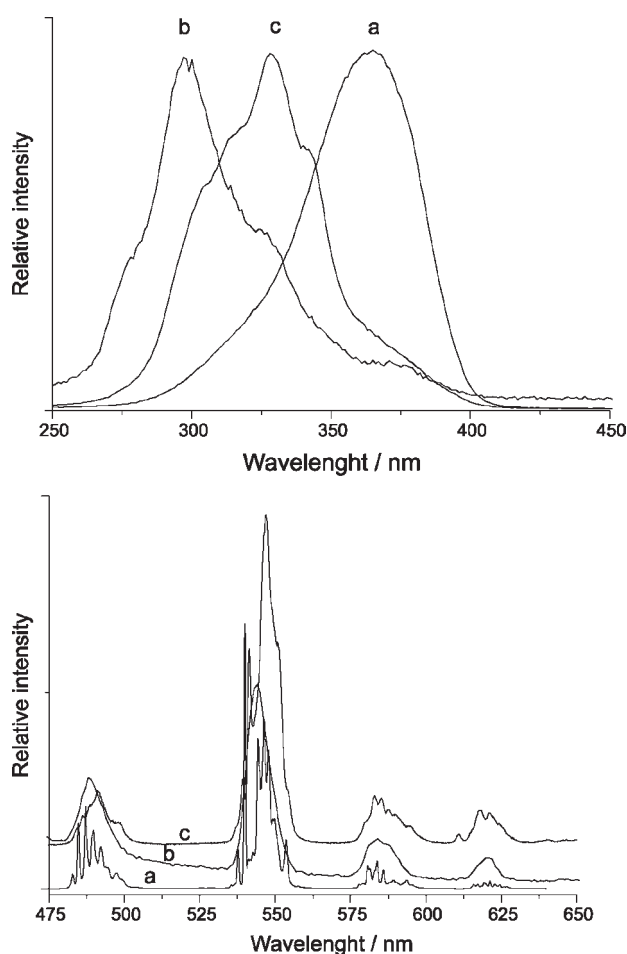 b c a
Relative intensity
250 300 350 400 450
Wavelenght / nm
Relative intensity
c
b
a
475 500 525 550 575 600 625 650
Wavelenght / nm